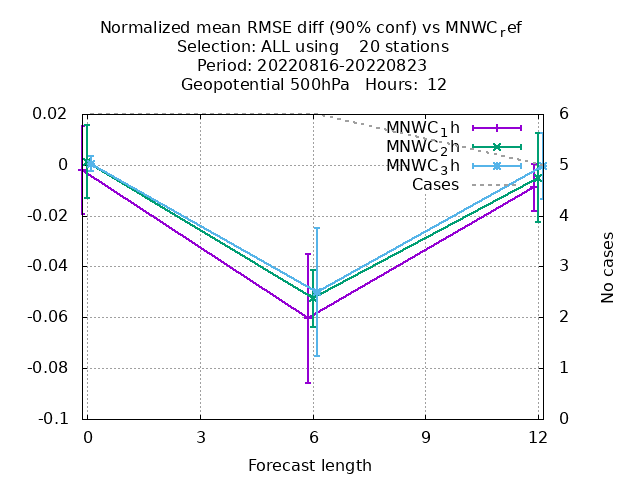 Normalized mean RMSE diff (90% conf) vs MNWC_ref
Selection: ALL using 20 stations
Period: 20220816-20220823
Geopotential 500hPa Hours: 12
0.02
0
-0.02
-0.04
-0.06
-0.08
-0.1
6
5
4
3
2
1
0
MNWC_1h
MNWC_2h
MNWC_3h
Cases
No cases
0 3 6 9 12
Forecast length